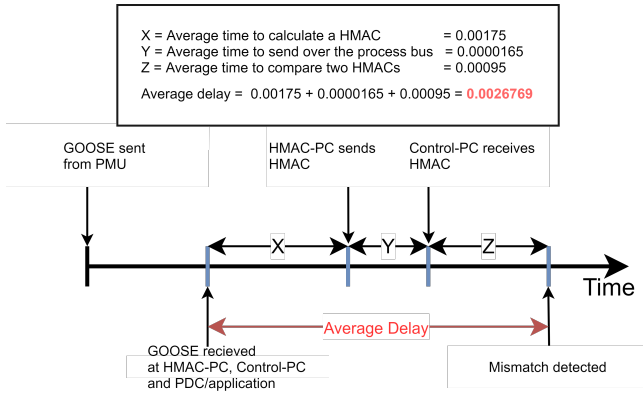 X = Average time to calculate a HMAC = 0.00175
Y = Average time to send over the process bus = 0.0000165
Z = Average time to compare two HMACs = 0.00095
Average delay = 0.00175 + 0.0000165 + 0.00095 = 0.0026769
GOOSE sent
from PMU
HMAC-PC sends
HMAC
Control-PC receives
HMAC
X
Y
Z
Time
Average Delay
GOOSE recieved
at HMAC-PC, Control-PC
and PDC/application
Mismatch detected